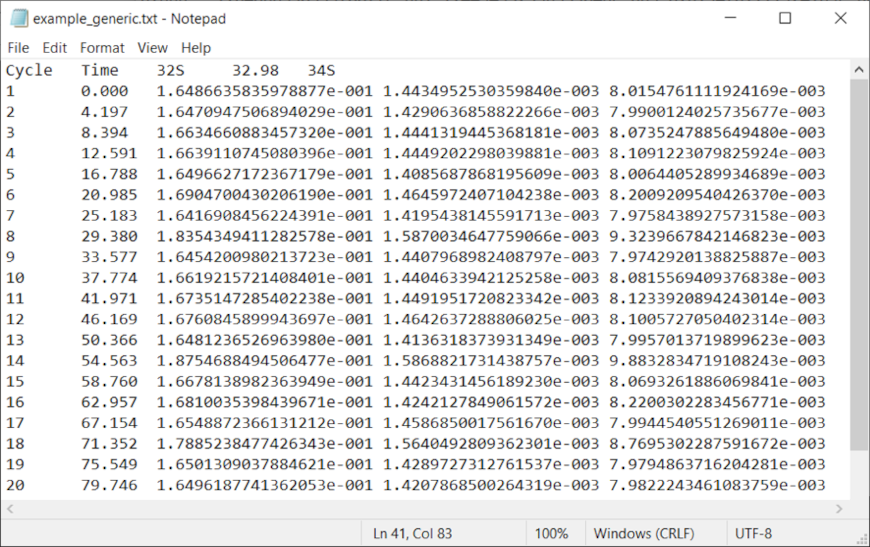 example_generic.txt - Notepad
File Edit Format View Help
Cycle Time 32S 32.98 34S
1 0.000 1.6486635835978877e-001 1.4434952530359840e-003 8.0154761111924169e-003
2 4.197 1.6470947506894029e-001 1.4290636858822266e-003 7.9900124025735677e-003
3 8.394 1.6634660883457320e-001 1.4441319445368181e-003 8.0735247885649480e-003
4 12.591 1.6639110745080396e-001 1.4449202298039881e-003 8.1091223079825924e-003
5 16.788 1.6496627172367179e-001 1.4085687868195609e-003 8.0064405289934689e-003
6 20.985 1.6904700430206190e-001 1.4645972407104238e-003 8.2009209540426370e-003
7 25.183 1.6416908456224391e-001 1.4195438145591713e-003 7.9758438927573158e-003
8 29.380 1.8354349411282578e-001 1.5870034647759066e-003 9.3239667842146823e-003
9 33.577 1.6454200980213723e-001 1.4407968982408797e-003 7.9742920138825887e-003
10 37.774 1.6619215721408401e-001 1.4404633942125258e-003 8.0815569409376838e-003
11 41.971 1.6735147285402238e-001 1.4491951720823342e-003 8.1233920894243014e-003
12 46.169 1.6760845899943697e-001 1.4642637288806025e-003 8.1005727050402314e-003
13 50.366 1.6481236526963980e-001 1.4136318373931349e-003 7.9957013719899623e-003
14 54.563 1.8754688494506477e-001 1.5868821731438757e-003 9.8832834719108243e-003
15 58.760 1.6678138982363949e-001 1.4423431456189230e-003 8.0693261886069841e-003
16 62.957 1.6810035398439671e-001 1.4242127849061572e-003 8.2200302283456771e-003
17 67.154 1.6548872366131212e-001 1.4586850017561670e-003 7.9944540551269011e-003
18 71.352 1.7885238477426343e-001 1.5640492809362301e-003 8.7695302287591672e-003
19 75.549 1.6501309037884621e-001 1.4289727312761537e-003 7.9794863716204281e-003
20 79.746 1.6496187741362053e-001 1.4207868500264319e-003 7.9822243461083759e-003
Ln 41, Col 83 100% Windows (CRLF) UTF-8